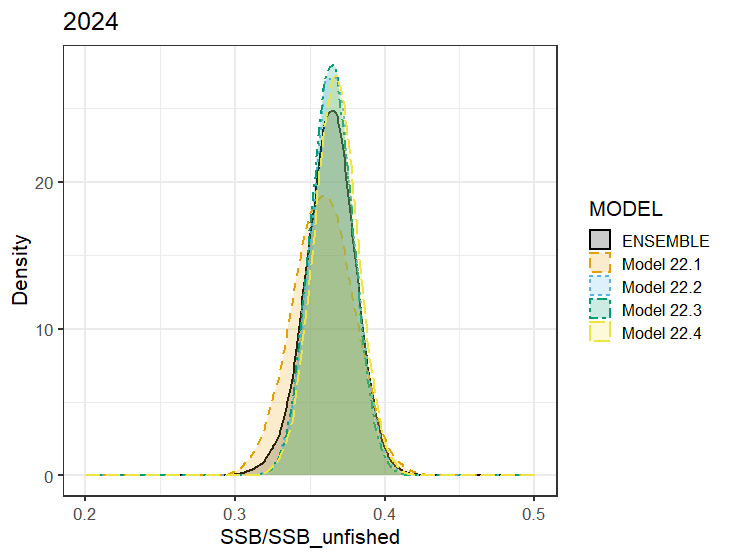 2024
Density
20
10
0
0.2
0.3
0.4
0.5
SSB/SSB_unfished
MODEL
ENSEMBLE
Model 22.1
Model 22.2
Model 22.3
Model 22.4